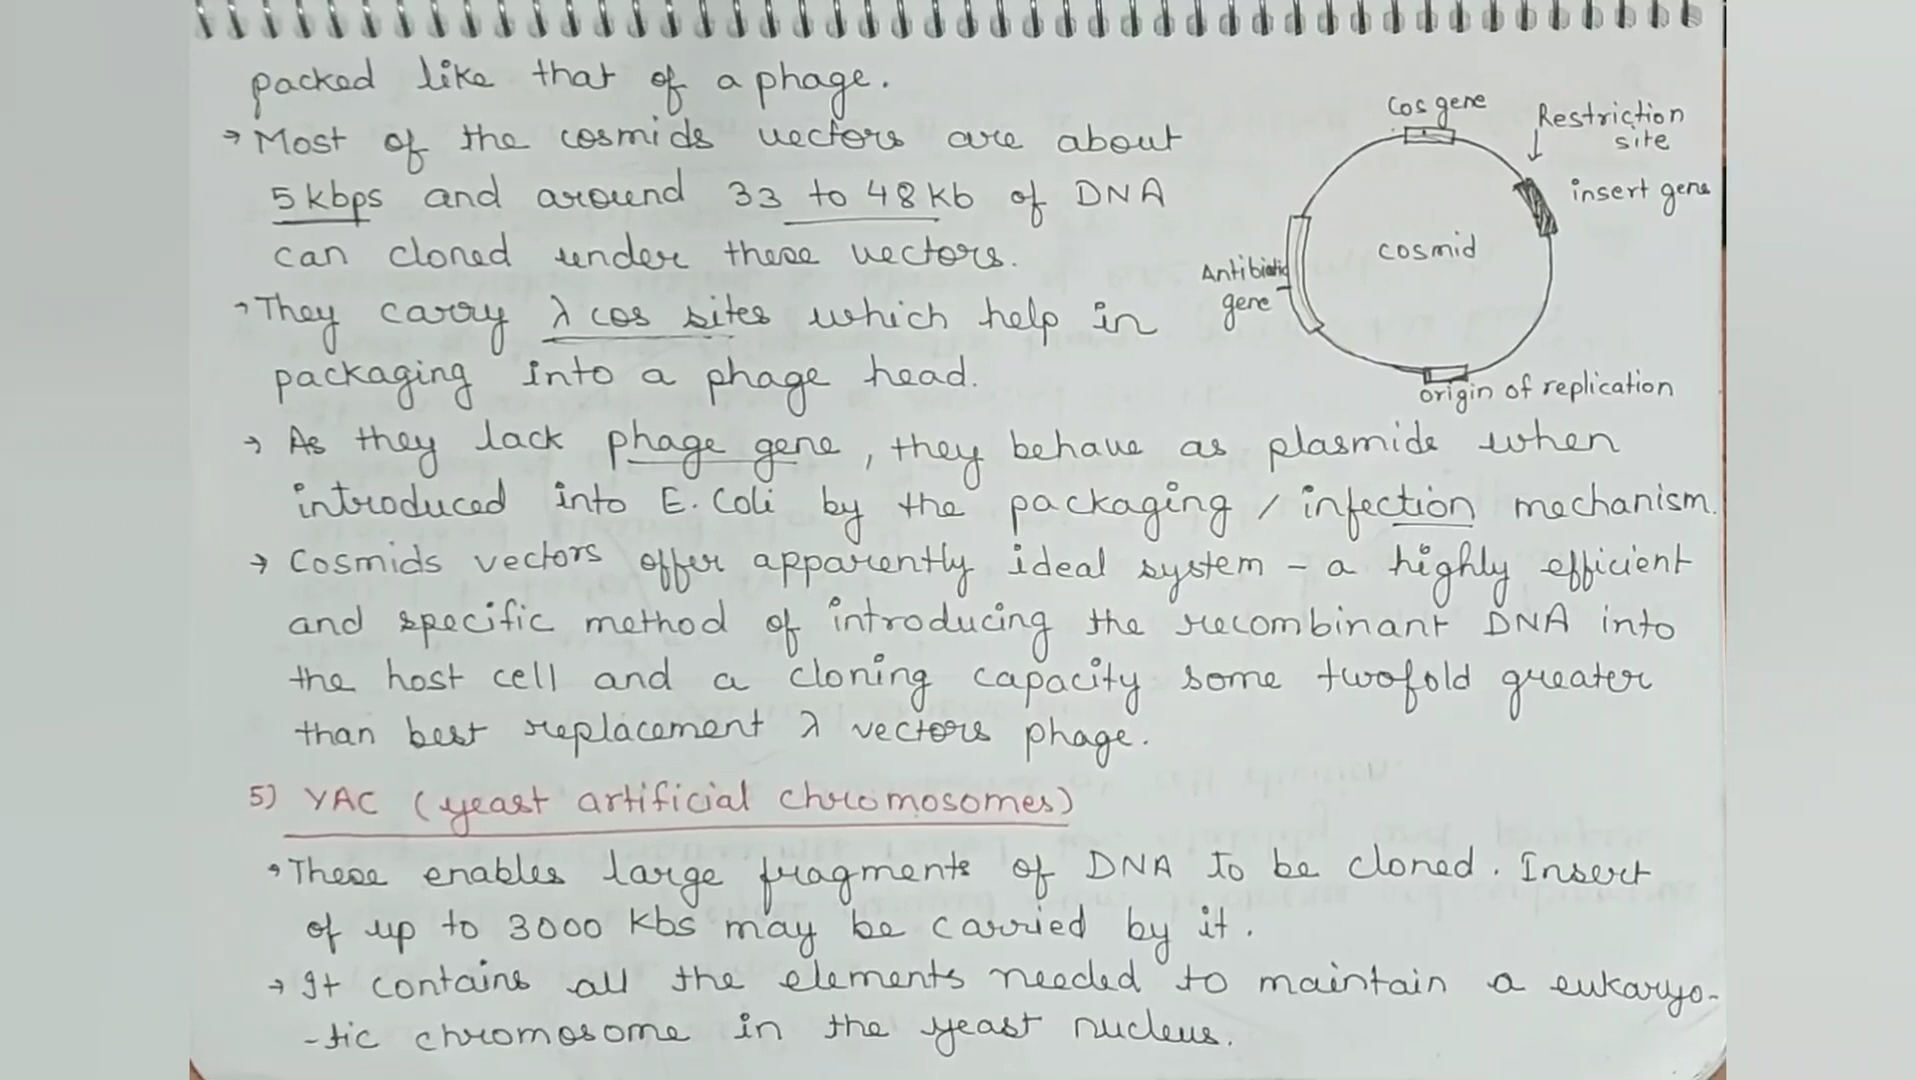 packed like that of a phage.
→ Most of the cosmids vectors are about
5 kbps and around 33 to 48 kb of DNA
can cloned under these vectors.
→ They carry λ cos sites which help in
packaging into a phage head.
Cos gene
Restriction
site
insert gene
cosmid
Antibiotic
gene
origin of replication
→ As they lack phage gene, they behave as plasmids when
introduced into E. Coli by the packaging / infection mechanism.
→ Cosmids vectors offer apparently ideal system - a highly efficient
and specific method of introducing the recombinant DNA into
the host cell and a cloning capacity some twofold greater
than best replacement λ vectors phage.
5) YAC (yeast artificial chromosomes)
→ These enables large fragments of DNA to be cloned. Insert
of up to 3000 kbs may be carried by it.
→ It contains all the elements needed to maintain a eukaryo-
-tic chromosome in the yeast nucleus.